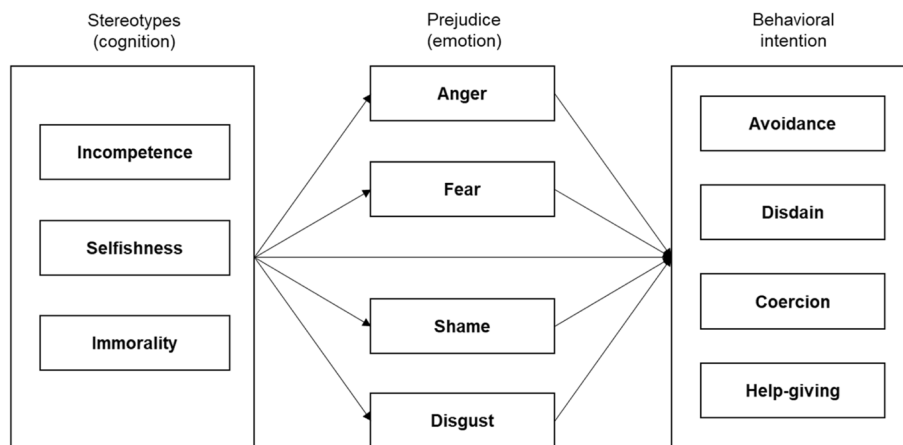 Stereotypes
(cognition)
Prejudice
(emotion)
Behavioral
intention
Incompetence
Selfishness
Immorality
Anger
Fear
Shame
Disgust
Avoidance
Disdain
Coercion
Help-giving